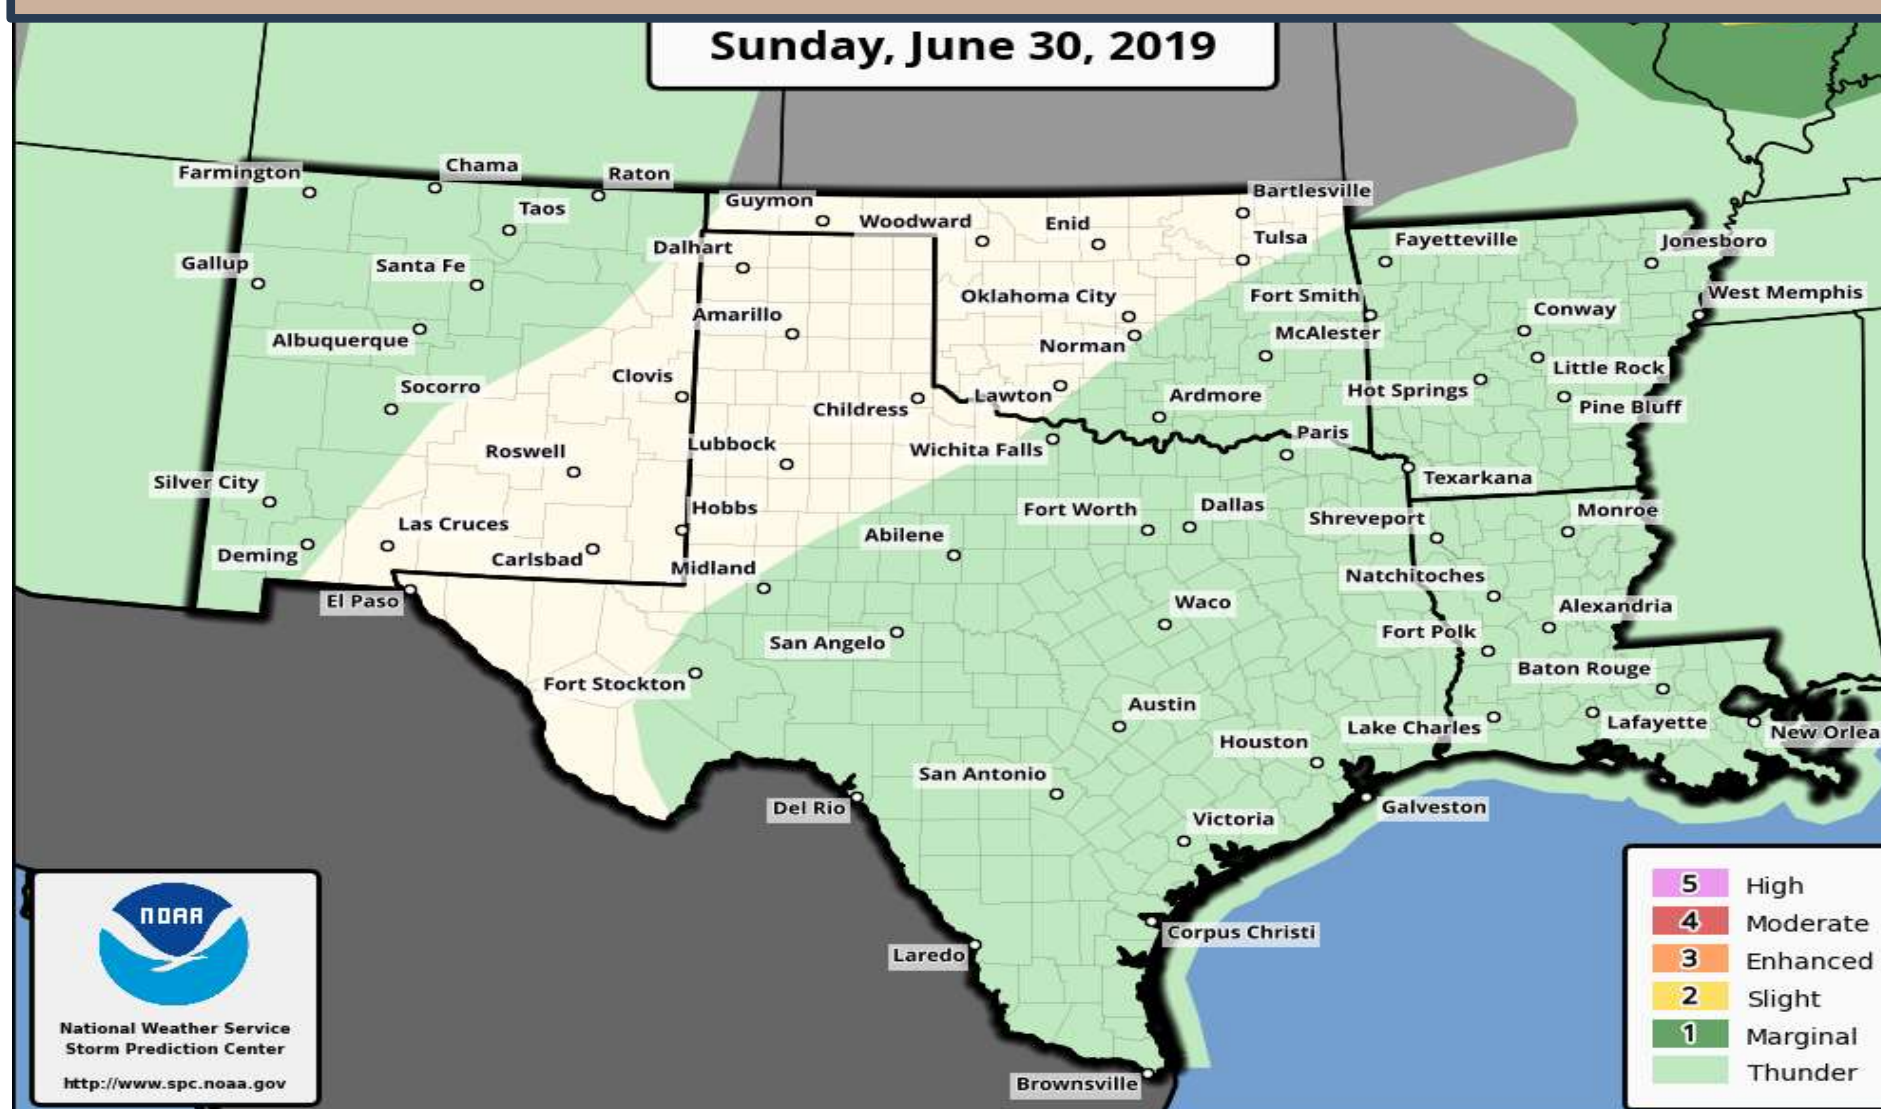 Sunday, June 30, 2019
Farmington
Chama
Raton
Taos
Guymon
Woodward
Enid
Bartlesville
Dalhart
Tulsa
Fayetteville
Jonesboro
Gallup
Santa Fe
Oklahoma City
Fort Smith
West Memphis
Amarillo
Conway
Albuquerque
Norman
McAlester
Clovis
Little Rock
Socorro
Childress
Lawton
Ardmore
Hot Springs
Pine Bluff
Roswell
Lubbock
Wichita Falls
Paris
Silver City
Texarkana
Las Cruces
Hobbs
Fort Worth
Dallas
Shreveport
Monroe
Deming
Carlsbad
Midland
Abilene
El Paso
Natchitoches
Waco
Alexandria
San Angelo
Fort Polk
Fort Stockton
Baton Rouge
Austin
Lake Charles
Lafayette
New Orlea
Houston
San Antonio
Del Rio
Galveston
Victoria
Corpus Christi
Laredo
Brownsville
NOAA
National Weather Service
Storm Prediction Center
http://www.spc.noaa.gov
5 High
4 Moderate
3 Enhanced
2 Slight
1 Marginal
Thunder